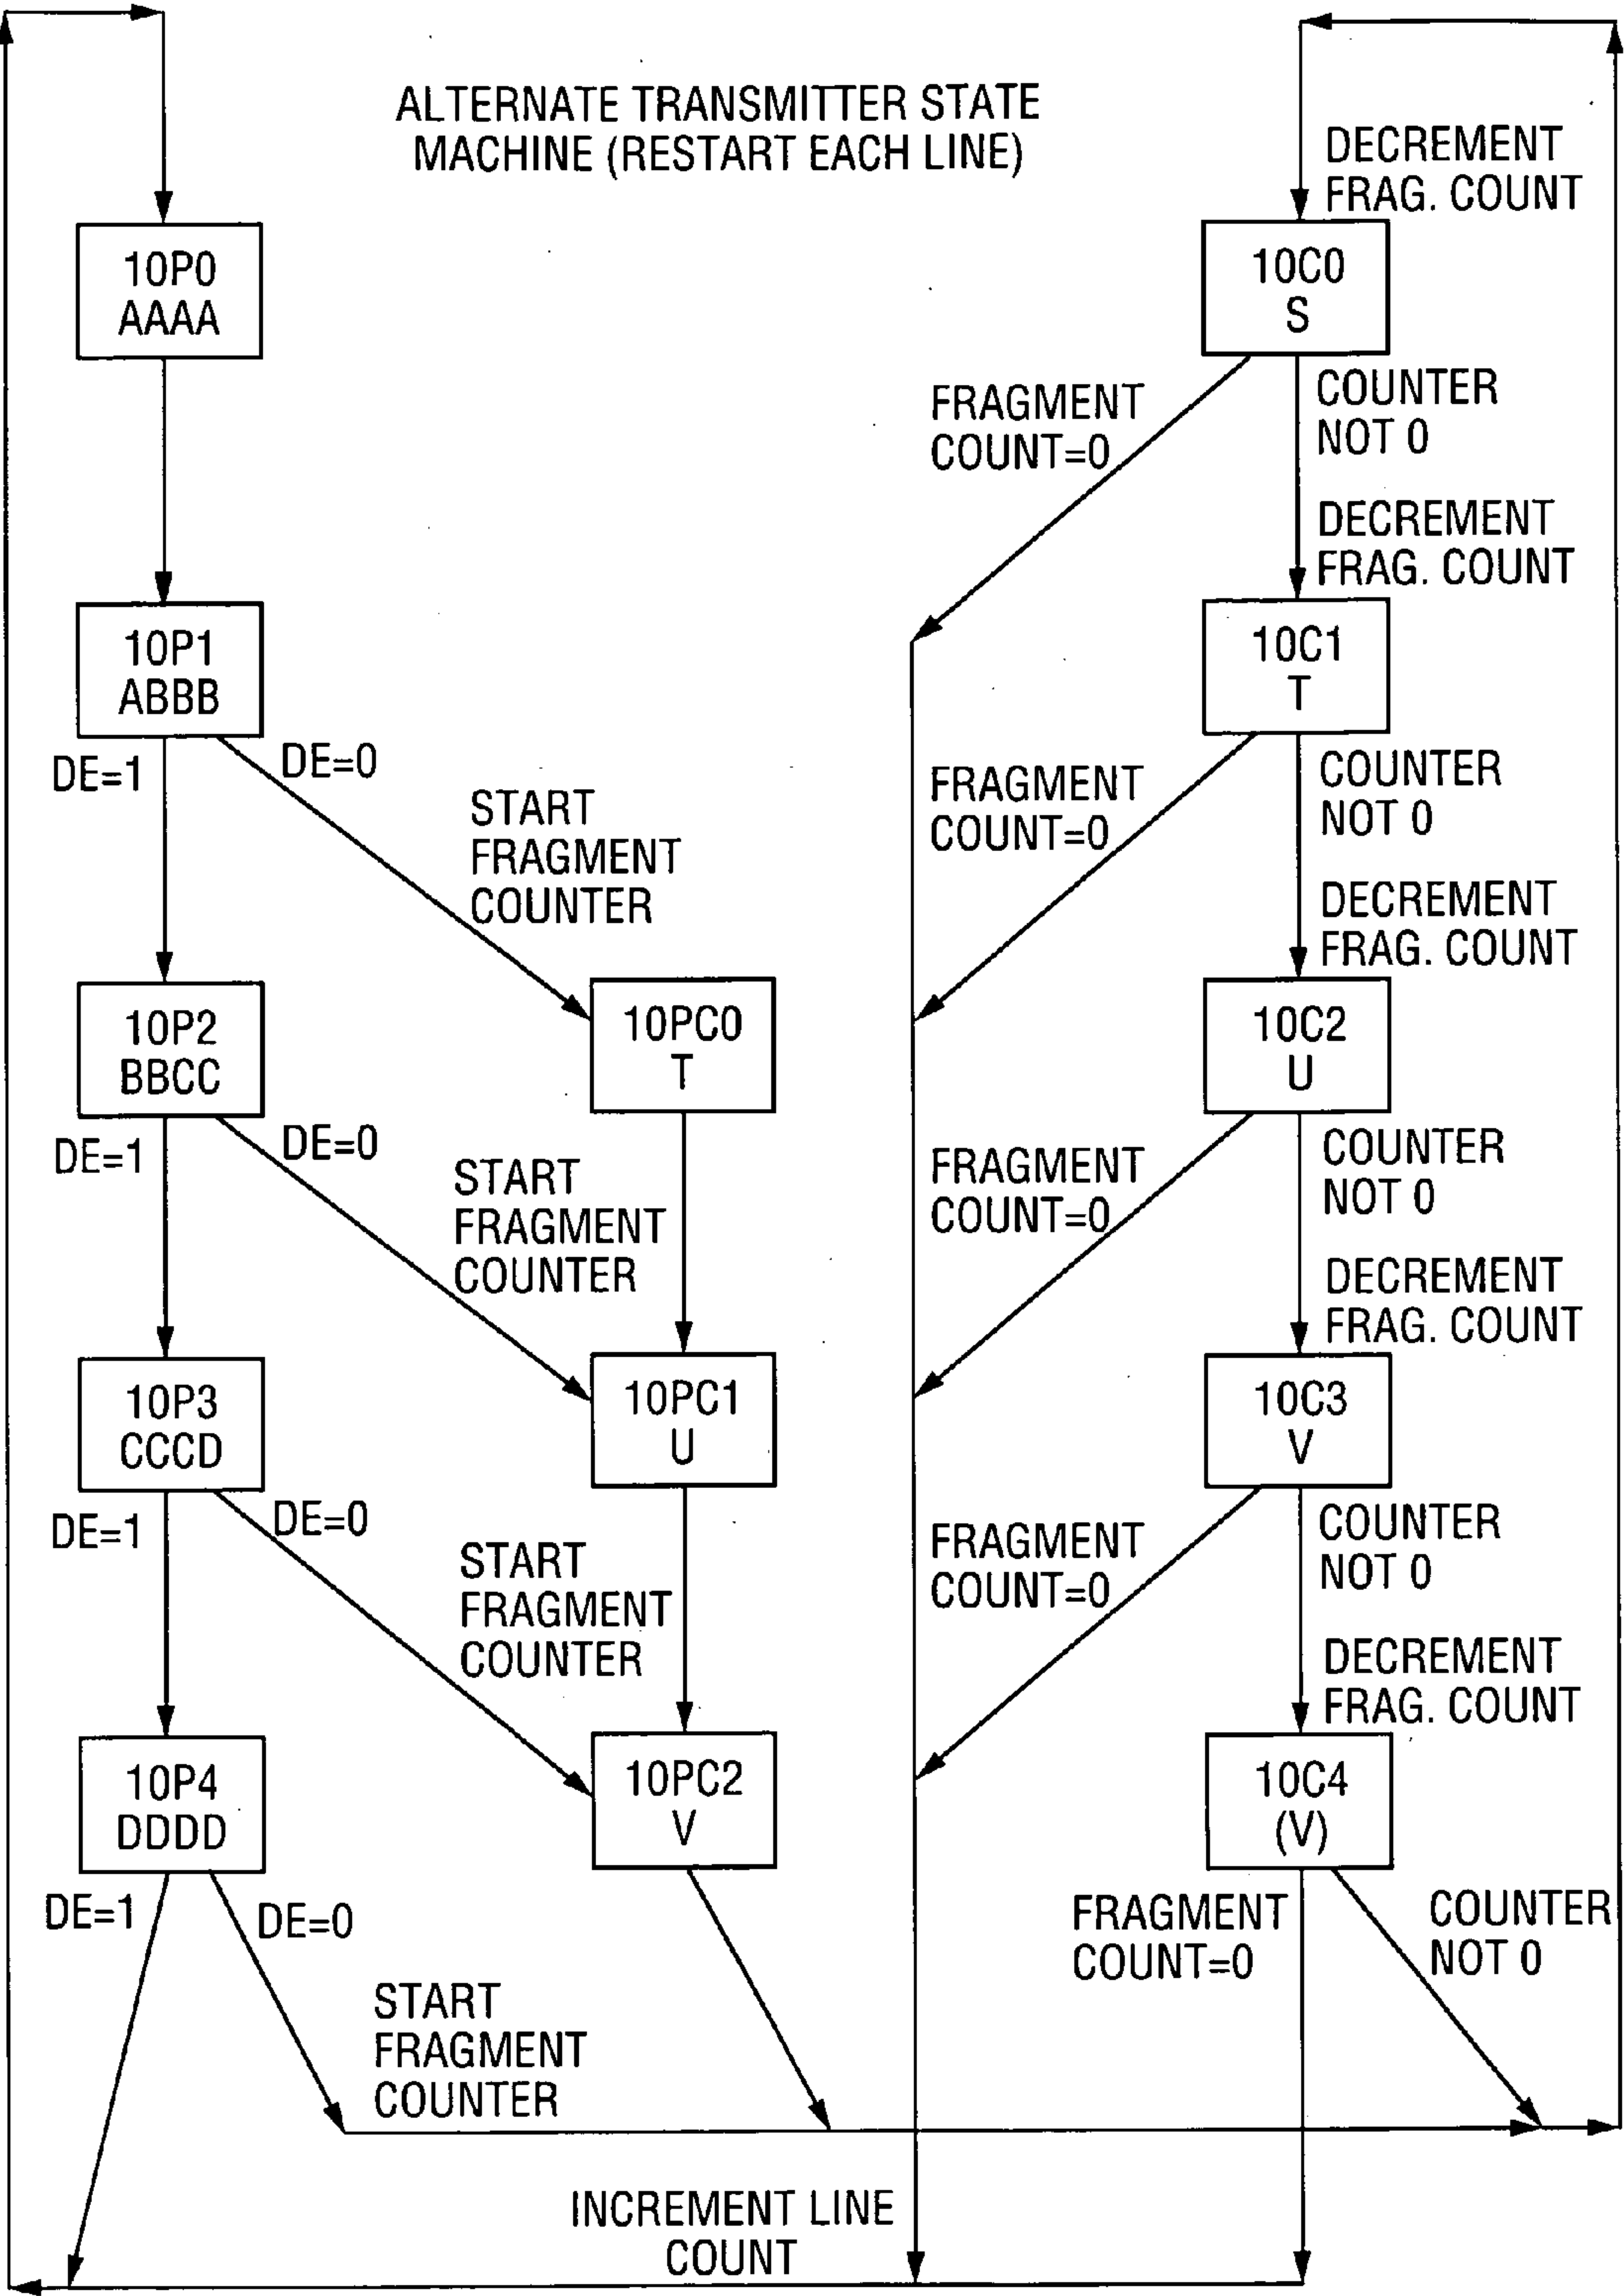 ALTERNATE TRANSMITTER STATE
MACHINE (RESTART EACH LINE)
10P0
AAAA
10P1
ABBB
DE=1
DE=0
START
FRAGMENT
COUNTER
10P2
BBCC
DE=1
DE=0
START
FRAGMENT
COUNTER
10P3
CCCD
DE=1
DE=0
START
FRAGMENT
COUNTER
10P4
DDDD
DE=1
DE=0
START
FRAGMENT
COUNTER
10PC0
T
10PC1
U
10PC2
V
DECREMENT
FRAG. COUNT
10C0
S
FRAGMENT
COUNT=0
COUNTER
NOT 0
DECREMENT
FRAG. COUNT
10C1
T
FRAGMENT
COUNT=0
COUNTER
NOT 0
DECREMENT
FRAG. COUNT
10C2
U
FRAGMENT
COUNT=0
COUNTER
NOT 0
DECREMENT
FRAG. COUNT
10C3
V
FRAGMENT
COUNT=0
COUNTER
NOT 0
DECREMENT
FRAG. COUNT
10C4
(V)
FRAGMENT
COUNT=0
COUNTER
NOT 0
INCREMENT LINE
COUNT